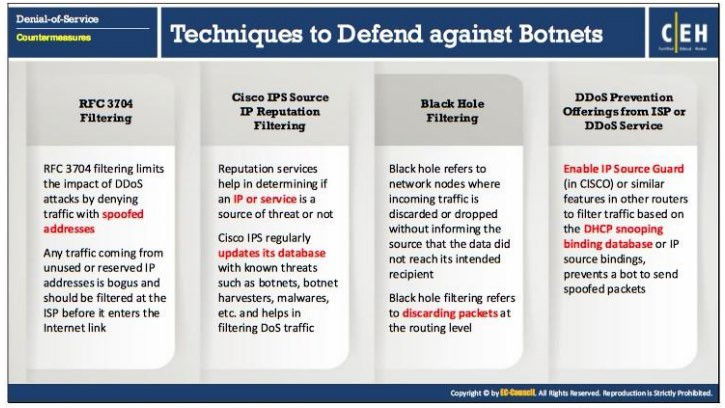 Denial-of-Service
Countermeasures
Techniques to Defend against Botnets
CEH
RFC 3704
Filtering
RFC 3704 filtering limits
the impact of DDoS
attacks by denying
traffic with spoofed
addresses
Any traffic coming from
unused or reserved IP
addresses is bogus and
should be filtered at the
ISP before it enters the
Internet link
Cisco IPS Source
IP Reputation
Filtering
Reputation services
help in determining if
an IP or service is a
source of threat or not
Cisco IPS regularly
updates its database
with known threats
such as botnets, botnet
harvesters, malwares,
etc. and helps in
filtering DoS traffic
Black Hole
Filtering
Black hole refers to
network nodes where
incoming traffic is
discarded or dropped
without informing the
source that the data did
not reach its intended
recipient
Black hole filtering refers
to discarding packets at
the routing level
DDoS Prevention
Offerings from ISP or
DDoS Service
Enable IP Source Guard
(in CISCO) or similar
features in other routers
to filter traffic based on
the DHCP snooping
binding database or IP
source bindings,
prevents a bot to send
spoofed packets
Copyright © by EC-Council. All Rights Reserved. Reproduction is Strictly Prohibited.